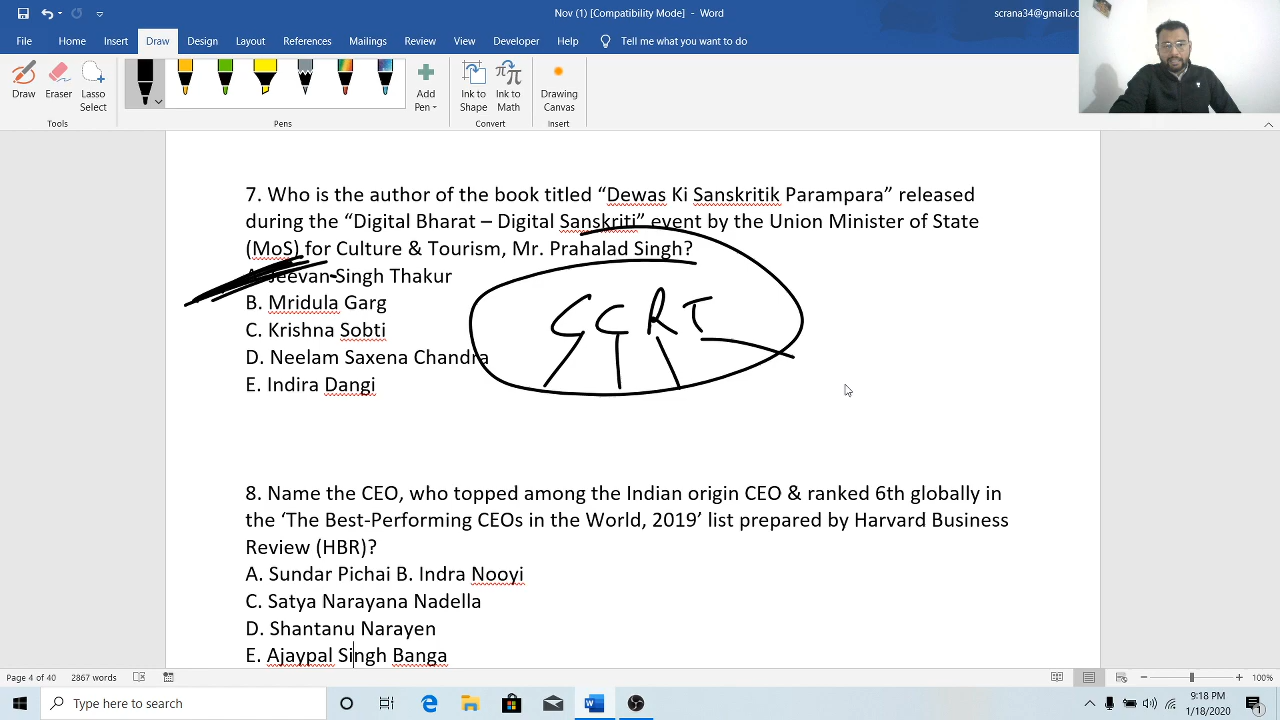 Nov (1) [Compatibility Mode] - Word
scrana34@gmail.co
File Home Insert Draw Design Layout References Mailings Review View Developer Help Tell me what you want to do
Draw Eraser Lasso Select
Add Pen
Ink to Shape Ink to Math
Drawing Canvas
Tools Pens Convert Insert
7. Who is the author of the book titled “Dewas Ki Sanskritik Parampara” released
during the “Digital Bharat – Digital Sanskriti” event by the Union Minister of State
(MoS) for Culture & Tourism, Mr. Prahalad Singh?
A. Jeevan Singh Thakur
B. Mridula Garg
C. Krishna Sobti
D. Neelam Saxena Chandra
E. Indira Dangi
CCRT
8. Name the CEO, who topped among the Indian origin CEO & ranked 6th globally in
the ‘The Best-Performing CEOs in the World, 2019’ list prepared by Harvard Business
Review (HBR)?
A. Sundar Pichai B. Indra Nooyi
C. Satya Narayana Nadella
D. Shantanu Narayen
E. Ajaypal Singh Banga
Page 4 of 40 2867 words
100%
Type here to search
9:18 PM
1/18/2020